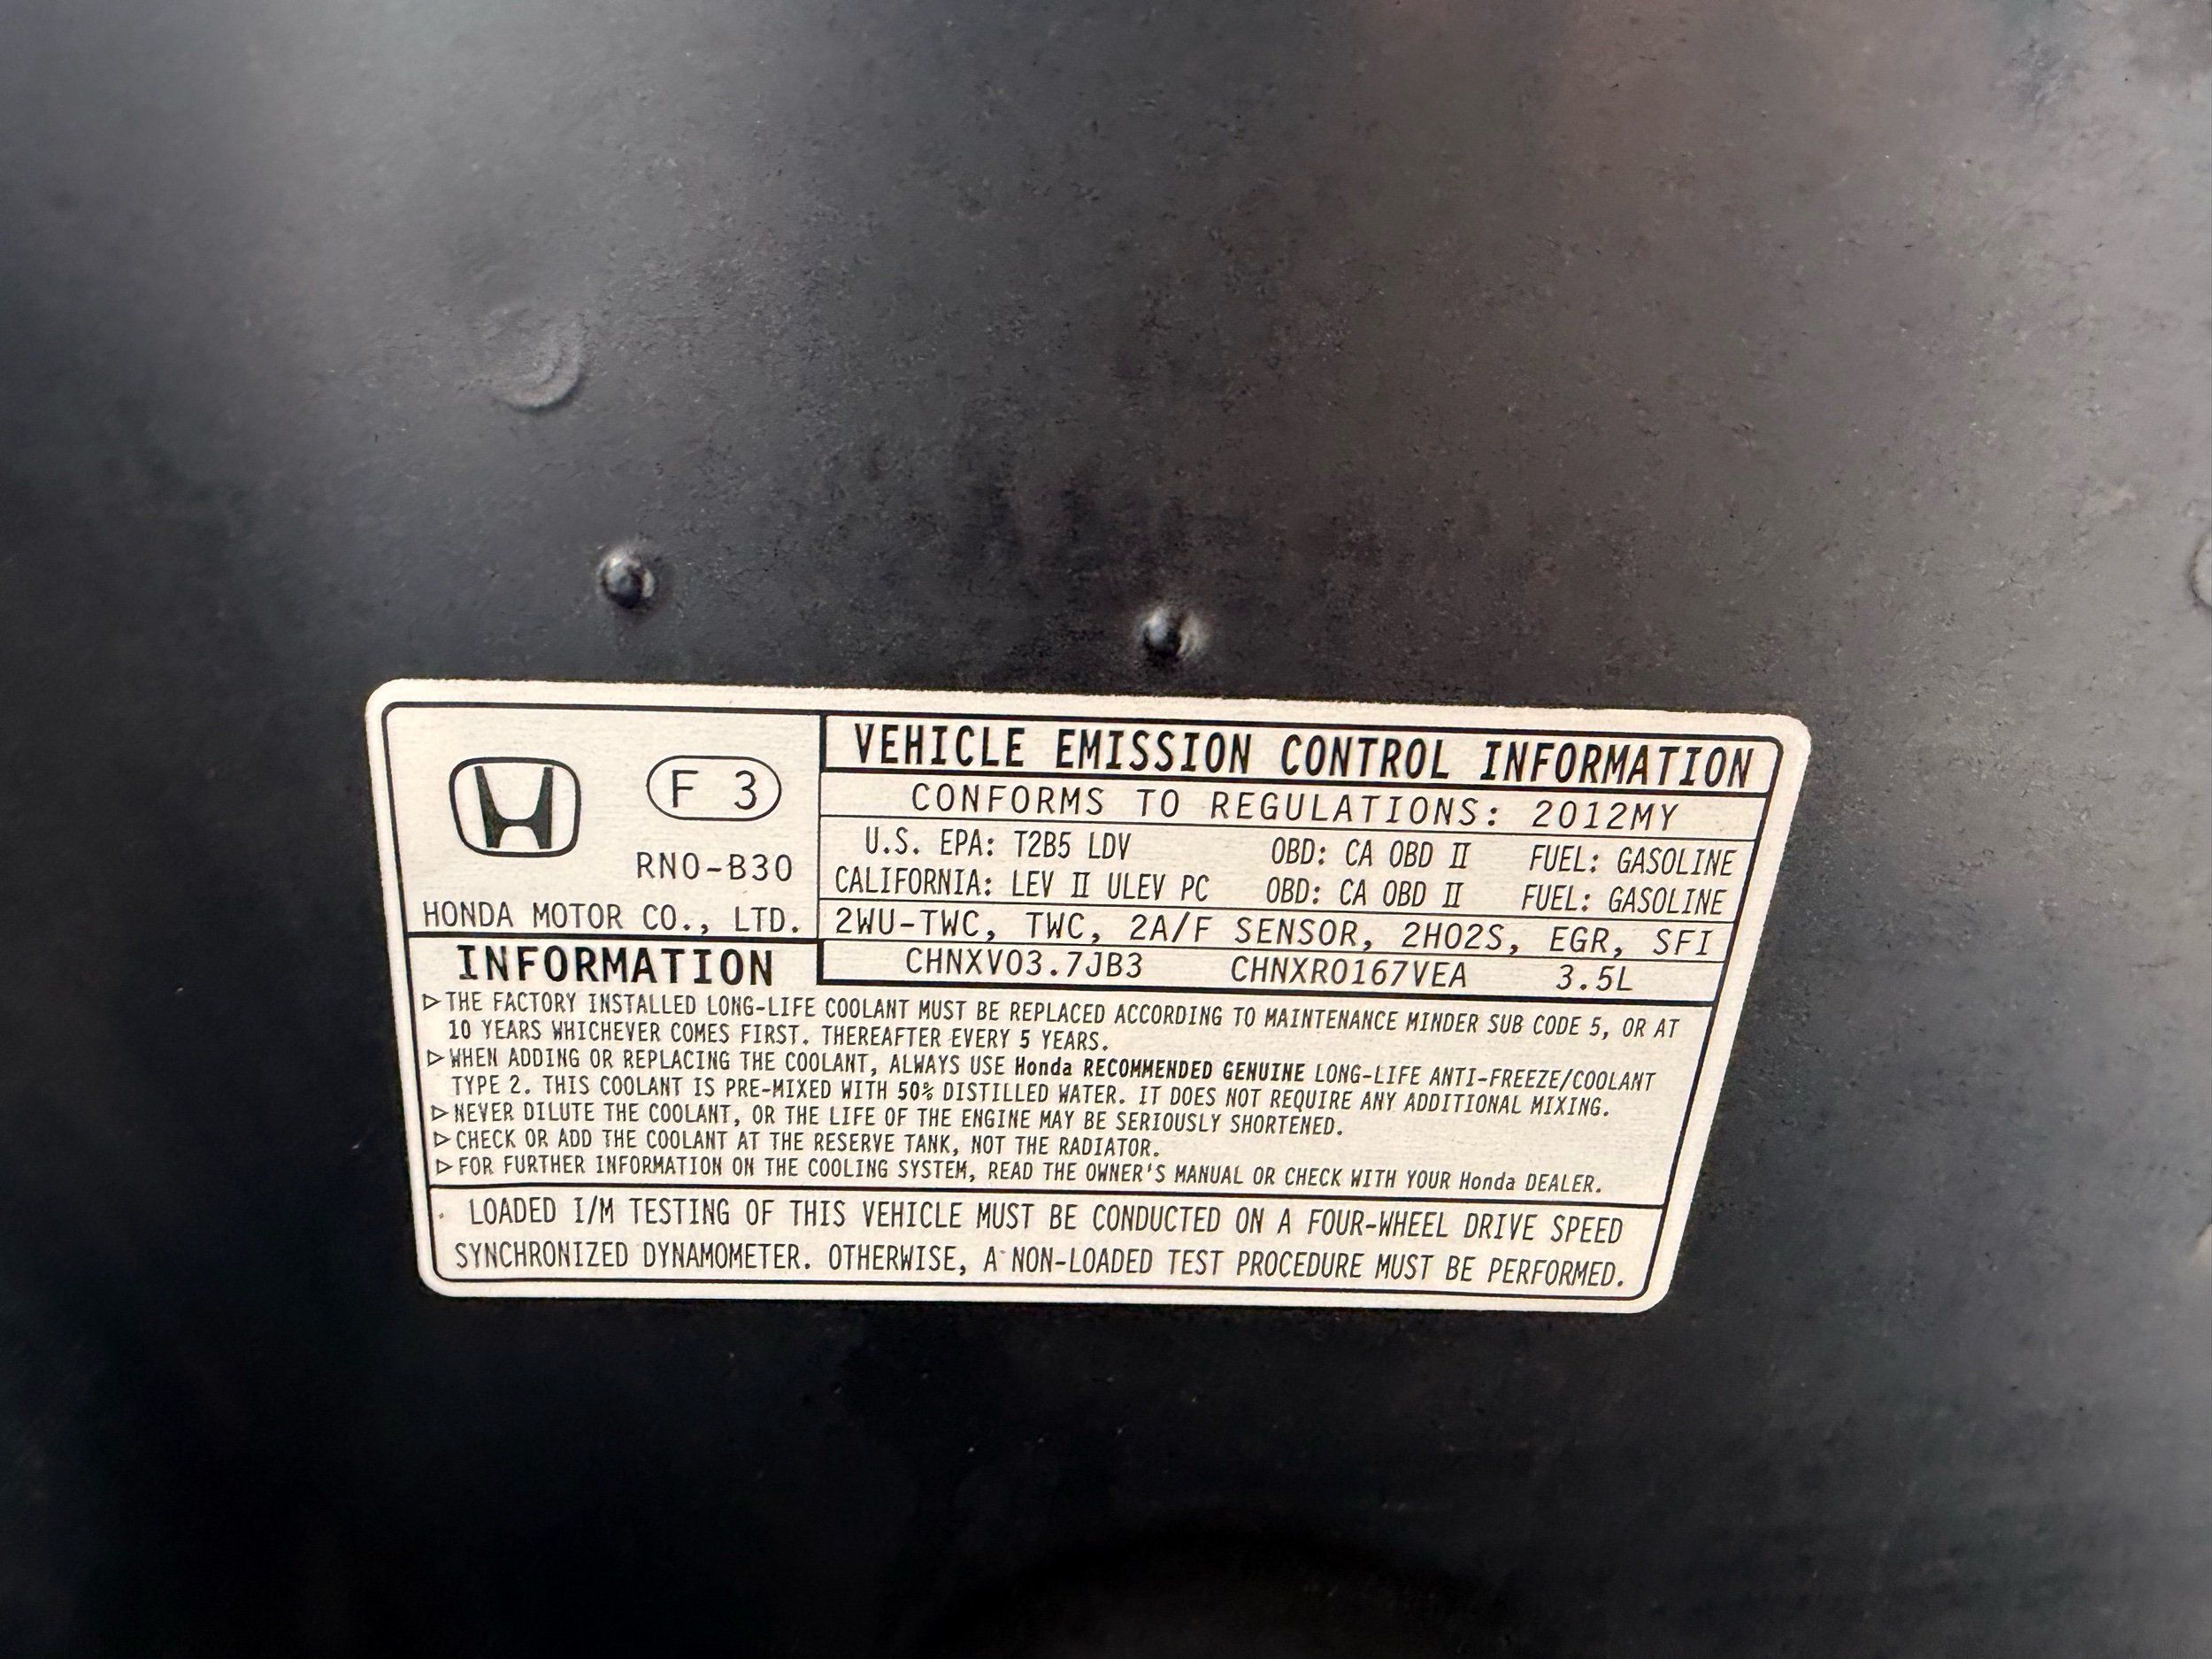 VEHICLE EMISSION CONTROL INFORMATION
F 3
CONFORMS TO REGULATIONS: 2012MY
RNO-B30
U.S. EPA: T2B5 LDV OBD: CA OBD II FUEL: GASOLINE
CALIFORNIA: LEV II ULEV PC OBD: CA OBD II FUEL: GASOLINE
HONDA MOTOR CO., LTD.
2WU-TWC, TWC, 2A/F SENSOR, 2HO2S, EGR, SFI
INFORMATION
CHNXV03.7JB3 CHNXR0167VEA 3.5L
▷THE FACTORY INSTALLED LONG-LIFE COOLANT MUST BE REPLACED ACCORDING TO MAINTENANCE MINDER SUB CODE 5, OR AT
10 YEARS WHICHEVER COMES FIRST. THEREAFTER EVERY 5 YEARS.
▷WHEN ADDING OR REPLACING THE COOLANT, ALWAYS USE Honda RECOMMENDED GENUINE LONG-LIFE ANTI-FREEZE/COOLANT
TYPE 2. THIS COOLANT IS PRE-MIXED WITH 50% DISTILLED WATER. IT DOES NOT REQUIRE ANY ADDITIONAL MIXING.
▷NEVER DILUTE THE COOLANT, OR THE LIFE OF THE ENGINE MAY BE SERIOUSLY SHORTENED.
▷CHECK OR ADD THE COOLANT AT THE RESERVE TANK, NOT THE RADIATOR.
▷FOR FURTHER INFORMATION ON THE COOLING SYSTEM, READ THE OWNER'S MANUAL OR CHECK WITH YOUR Honda DEALER.
LOADED I/M TESTING OF THIS VEHICLE MUST BE CONDUCTED ON A FOUR-WHEEL DRIVE SPEED
SYNCHRONIZED DYNAMOMETER. OTHERWISE, A NON-LOADED TEST PROCEDURE MUST BE PERFORMED.